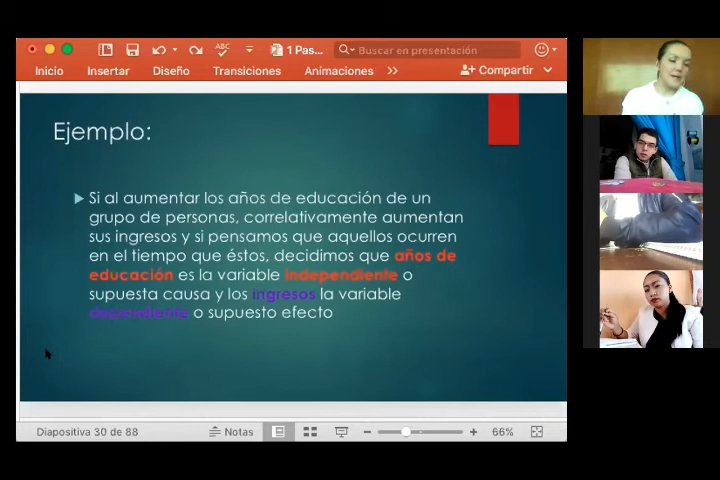 ABC
1 Pas...
Buscar en presentación
Inicio
Insertar
Diseño
Transiciones
Animaciones
Compartir
Ejemplo:
Si al aumentar los años de educación de un
grupo de personas, correlativamente aumentan
sus ingresos y si pensamos que aquellos ocurren
en el tiempo que éstos, decidimos que años de
educación es la variable independiente o
supuesta causa y los ingresos la variable
dependiente o supuesto efecto
Diapositiva 30 de 88
Notas
66%